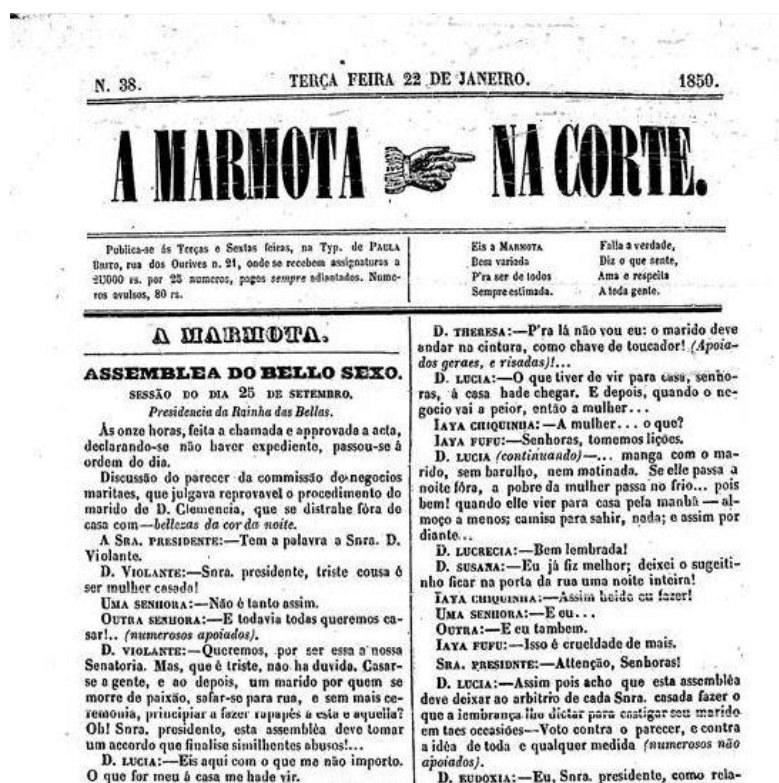 N. 38.
TERÇA FEIRA 22 DE JANEIRO.
1850.
A MARMOTA NA CORTE.
Publica-se ás Terças e Sextas feiras, na Typ. de PAULA
BRITO, rua dos Ourives n. 21, onde se recebem assignaturas a
2U000 rs. por 25 numeros, pagos sempre adiantados. Nume-
ros avulsos, 80 rs.
Eis a MARMOTA
Bem variada
P'ra ser de todos
Sempre estimada.
Falla a verdade,
Diz o que sente,
Ama e respeita
A toda gente.
A MARMOTA.
ASSEMBLEA DO BELLO SEXO.
SESSÃO DO DIA 25 DE SETEMBRO.
Presidencia da Rainha das Bellas.
Ás onze horas, feita a chamada e approvada a acta,
declarando-se não haver expediente, passou-se á
ordem do dia.
Discussão do parecer da commissão de negocios
maritaes, que julgava reprovavel o procedimento do
marido de D. Clemencia, que se distrahe fóra de
casa com—bellezas da cor da noite.
A SRA. PRESIDENTE:—Tem a palavra a Snra. D.
Violante.
D. VIOLANTE:—Snra. presidente, triste cousa é
ser mulher casada!
UMA SENHORA:—Não é tanto assim.
OUTRA SENHORA:—E todavia todas queremos ca-
sar!.. (numerosos apoiados).
D. VIOLANTE:—Queremos, por ser essa a nossa
Senatoria. Mas, que é triste, não ha duvida. Casar-
se a gente, e ao depois, um marido por quem se
morre de paixão, safar-se para rua, e sem mais ce-
remonia, principiar a fazer rapapés a esta e aquella?
Oh! Snra. presidente, esta assembléa deve tomar
um accordo que finalise similhentes abusos!...
D. LUCIA:—Eis aqui com o que me não importo.
O que for meu á casa me hade vir.
D. THERESA:—P'ra lá não vou eu: o marido deve
andar na cintura, como chave de toucador! (Apoia-
dos geraes, e risadas)!...
D. LUCIA:—O que tiver de vir para casa, senho-
ras, á casa hade chegar. E depois, quando o ne-
gocio vai a peior, então a mulher...
IAYA CHIQUINHA:—A mulher... o que?
IAYA FUFU:—Senhoras, tomemos lições.
D. LUCIA (continuando)—... manga com o ma-
rido, sem barulho, nem matinada. Se elle passa a
noite fóra, a pobre da mulher passa no frio... pois
bem! quando elle vier para casa pela manhã — al-
moço a menos; camisa para sahir, nada; e assim por
diante...
D. LUCRECIA:—Bem lembrada!
D. SUSANA:—Eu já fiz melhor; deixei o sugeiti-
nho ficar na porta da rua uma noite inteira!
IAYA CHIQUINHA:—Assim heide eu fazer!
UMA SENHORA:—E eu...
OUTRA:—E eu tambem.
IAYA FUFU:—Isso é crueldade de mais.
SRA. PRESIDNTE:—Attenção, Senhoras!
D. LUCIA:—Assim pois acho que esta assembléa
deve deixar ao arbitrio de cada Snra. casada fazer o
que a lembrança lhe dictar para castigar seu marido
em taes occasiões—Voto contra o parecer, e contra
a idéa de toda e qualquer medida (numerosos não
apoiados).
D. EUDOXIA:—Eu, Snra. presidente, como rela-